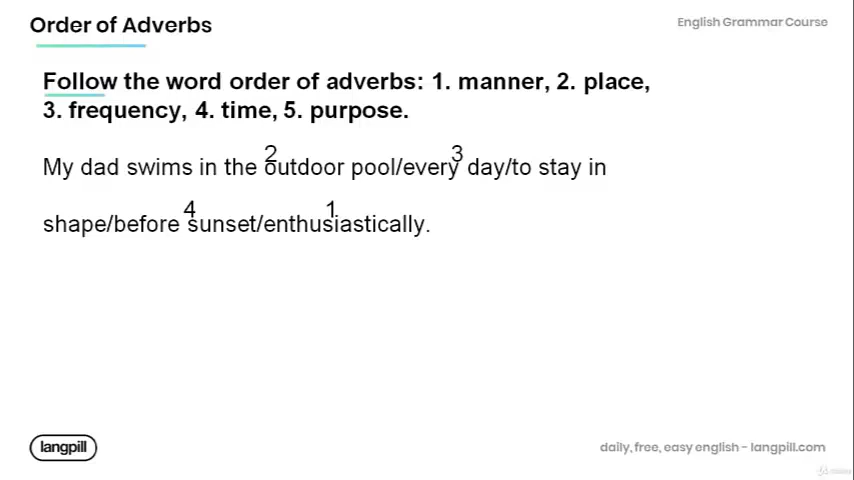 Order of Adverbs
English Grammar Course
Follow the word order of adverbs: 1. manner, 2. place,
3. frequency, 4. time, 5. purpose.
2 3
My dad swims in the outdoor pool/every day/to stay in
4 1
shape/before sunset/enthusiastically.
langpill
daily, free, easy english - langpill.com